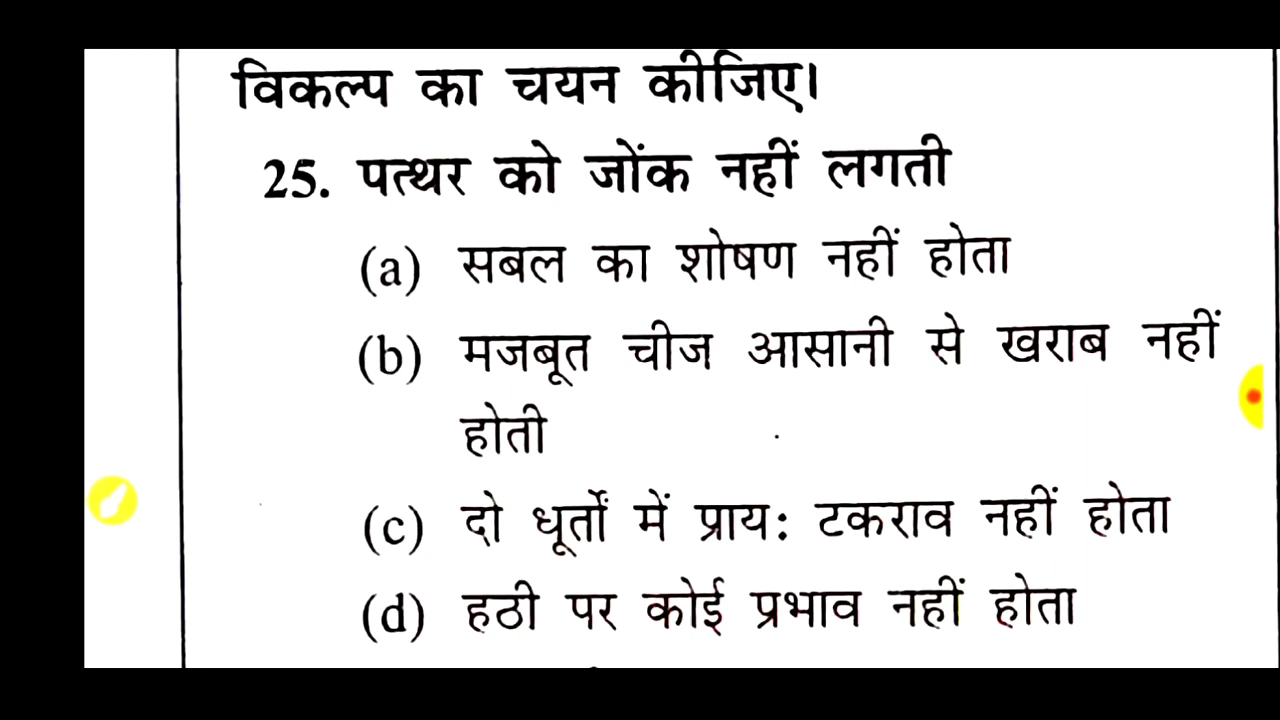 विकल्प का चयन कीजिए।
25. पत्थर को जोंक नहीं लगती
(a) सबल का शोषण नहीं होता
(b) मजबूत चीज आसानी से खराब नहीं
होती
(c) दो धूर्तों में प्राय: टकराव नहीं होता
(d) हठी पर कोई प्रभाव नहीं होता